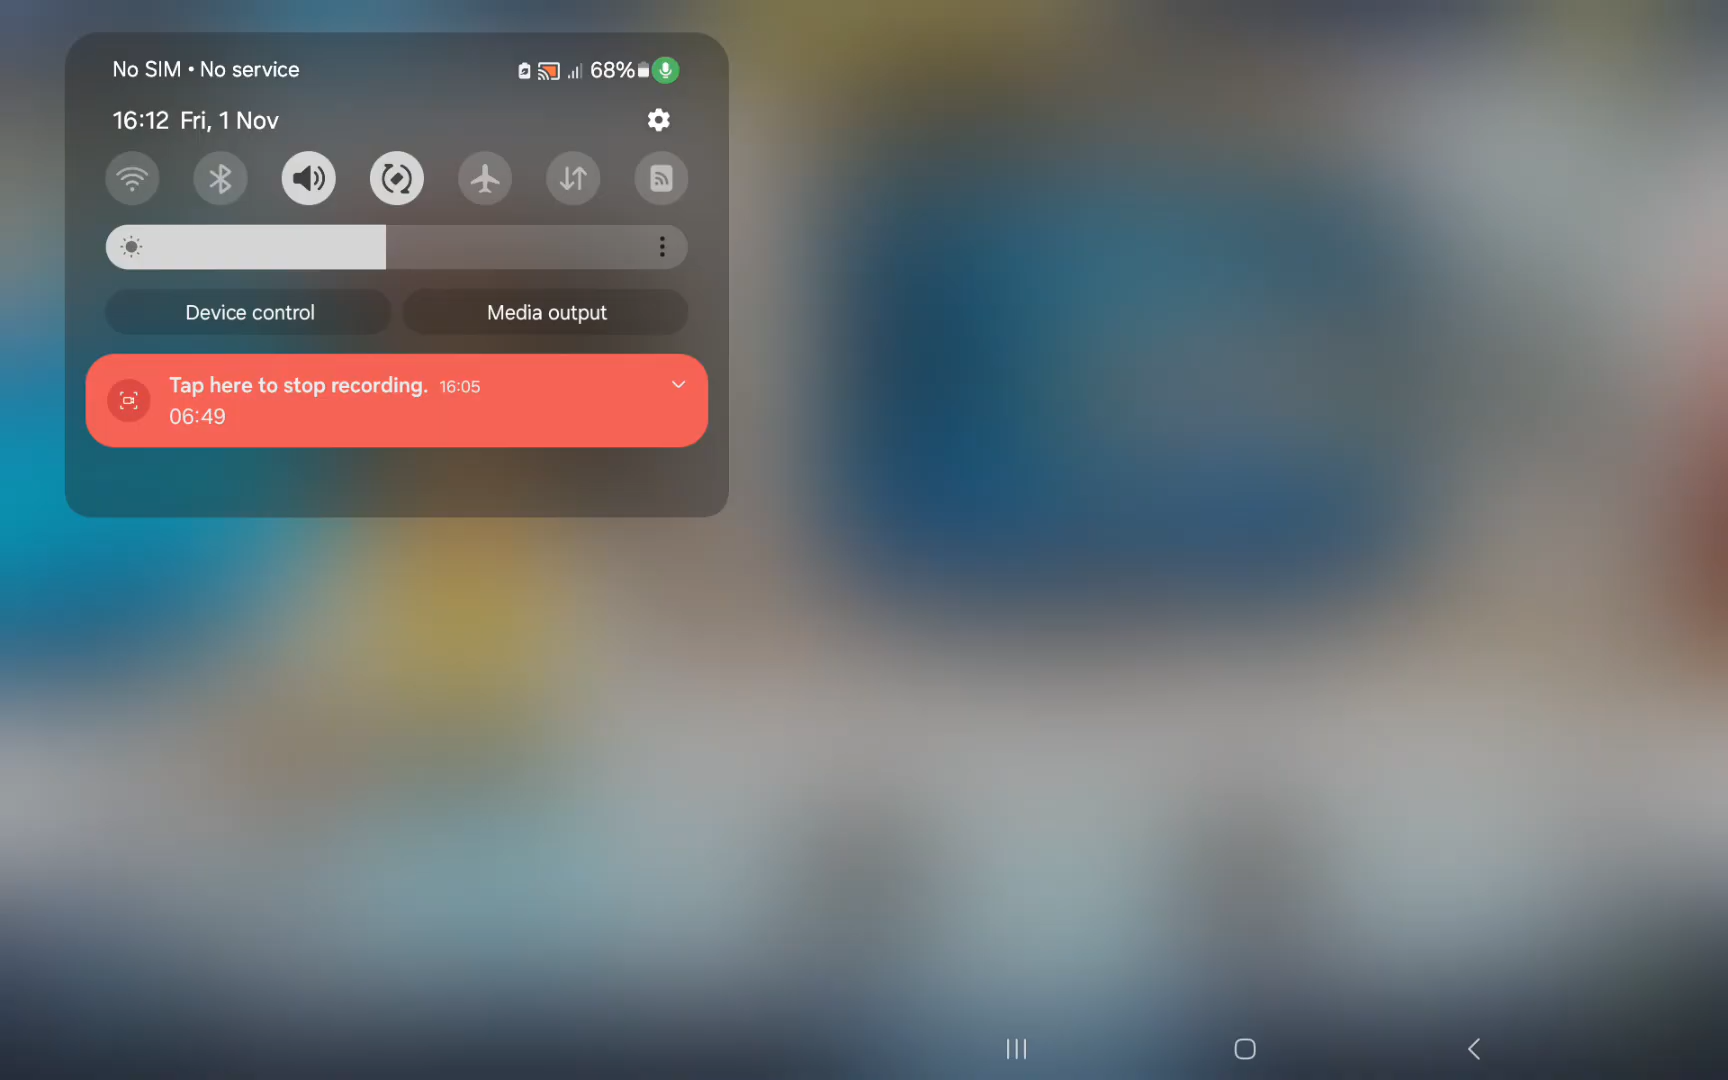 No SIM • No service
68%
16:12 Fri, 1 Nov
Device control
Media output
Tap here to stop recording. 16:05
06:49